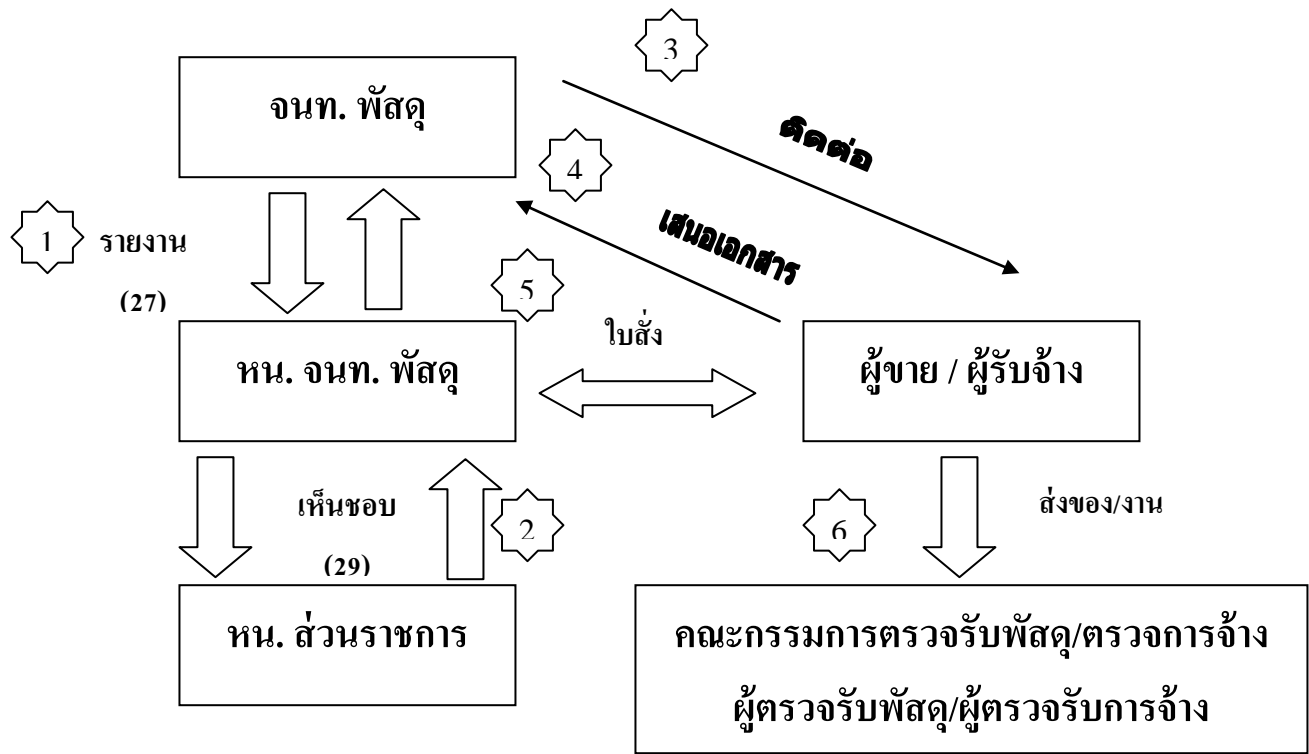 3
จนท. พัสดุ
ติดต่อ
4
1
รายงาน
(27)
เสนอเอกสาร
5
ใบสั่ง
หน. จนท. พัสดุ
ผู้ขาย / ผู้รับจ้าง
เห็นชอบ
(29)
2
6
ส่งของ/งาน
หน. ส่วนราชการ
คณะกรรมการตรวจรับพัสดุ/ตรวจการจ้าง
ผู้ตรวจรับพัสดุ/ผู้ตรวจรับการจ้าง